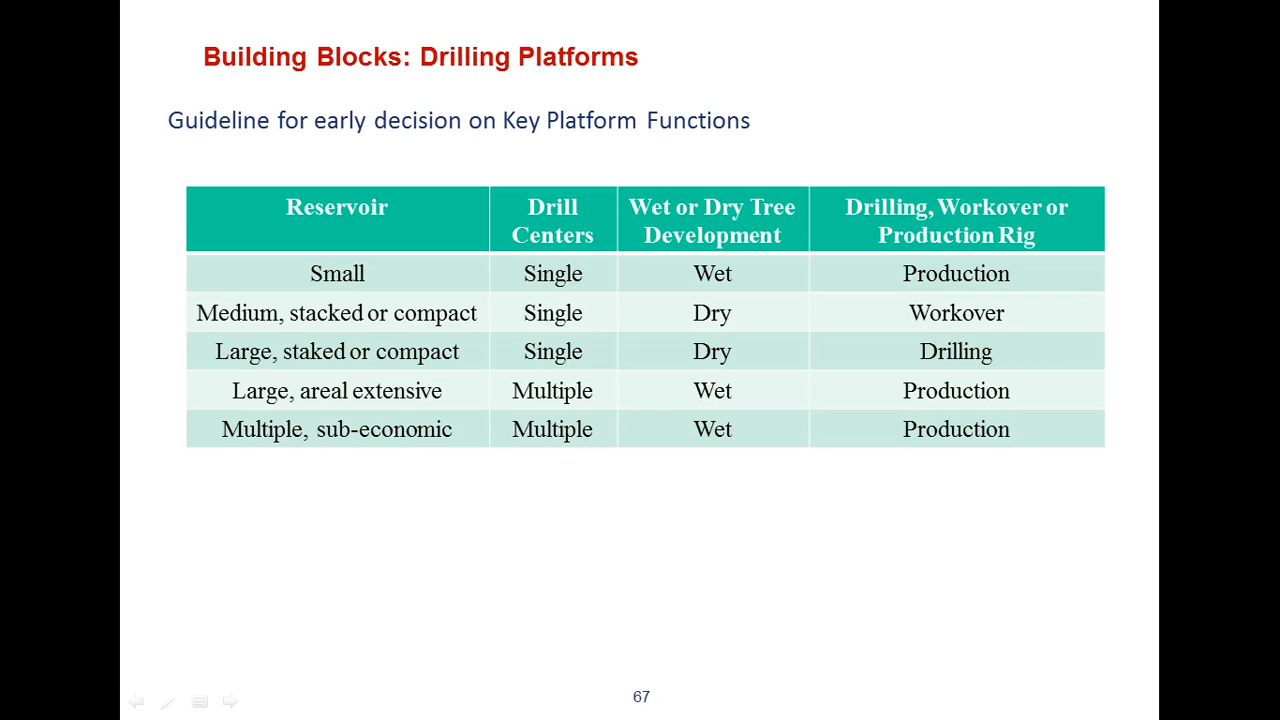 Building Blocks: Drilling Platforms
Guideline for early decision on Key Platform Functions
Reservoir Drill Centers Wet or Dry Tree Development Drilling, Workover or Production Rig
Small Single Wet Production
Medium, stacked or compact Single Dry Workover
Large, staked or compact Single Dry Drilling
Large, areal extensive Multiple Wet Production
Multiple, sub-economic Multiple Wet Production
67